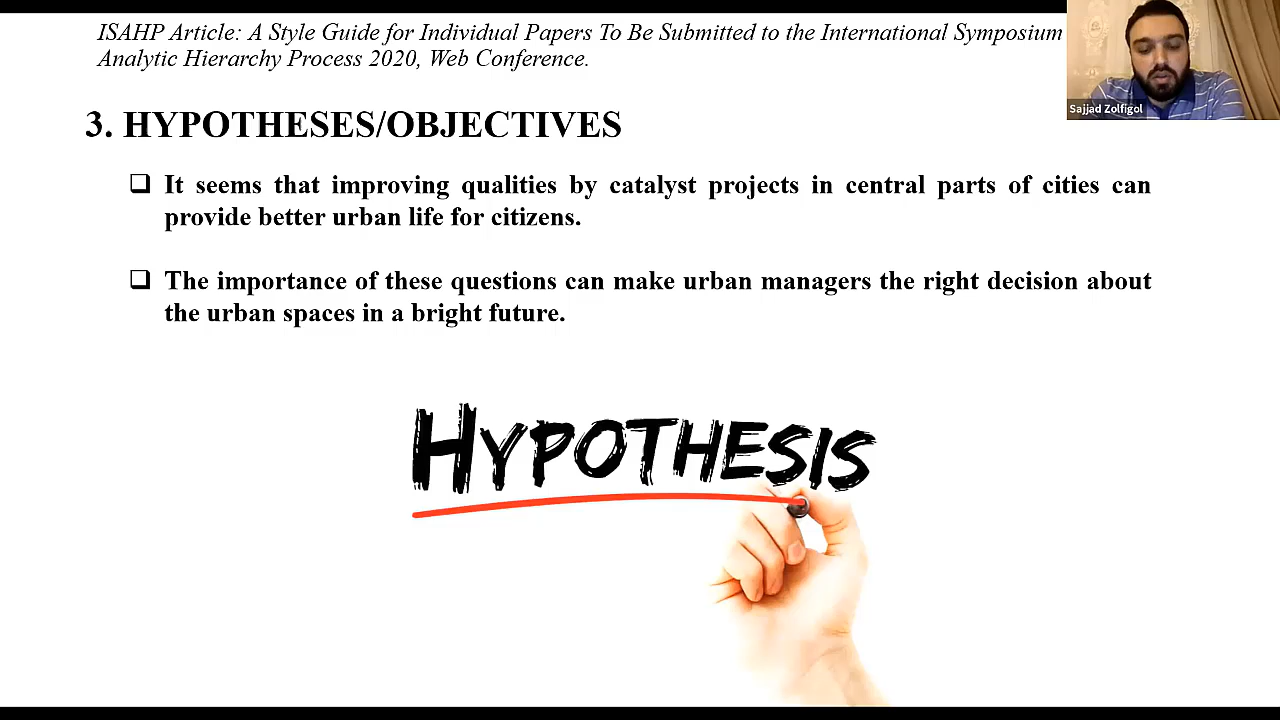 ISAHP Article: A Style Guide for Individual Papers To Be Submitted to the International Symposium
Analytic Hierarchy Process 2020, Web Conference.
Sajjad Zolfigol
3. HYPOTHESES/OBJECTIVES
It seems that improving qualities by catalyst projects in central parts of cities can
provide better urban life for citizens.
The importance of these questions can make urban managers the right decision about
the urban spaces in a bright future.
HYPOTHESIS